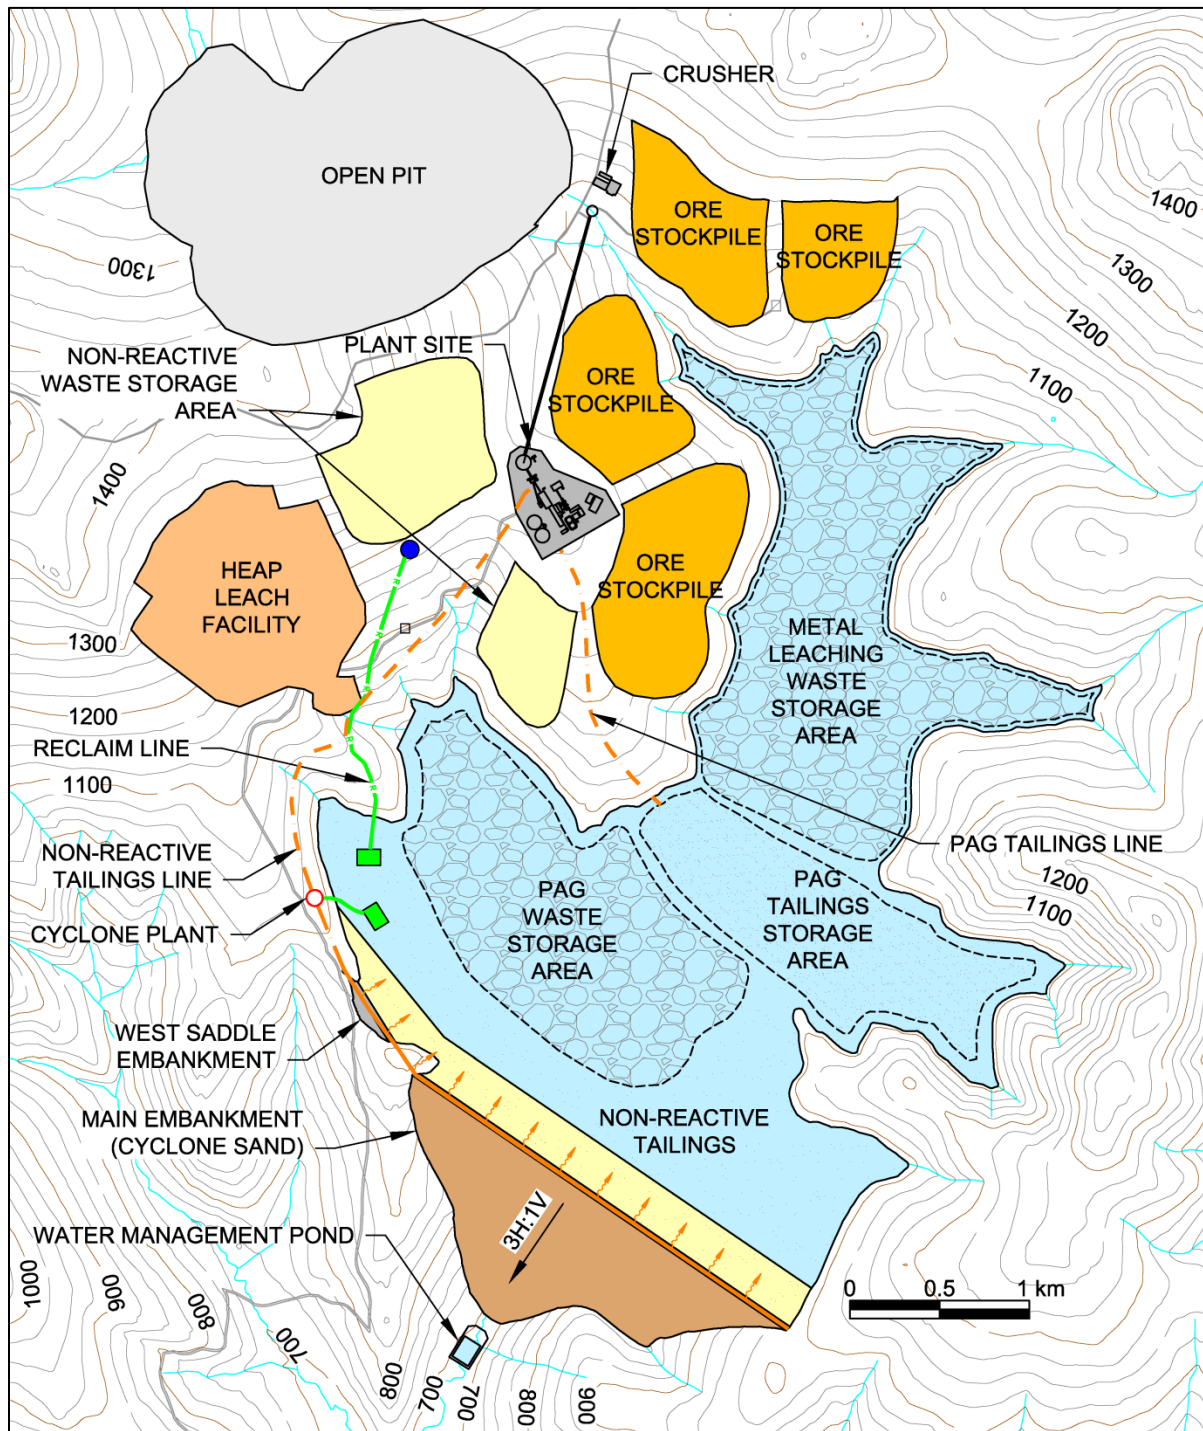 CRUSHER
OPEN PIT
ORE
STOCKPILE
ORE
STOCKPILE
1400
1300
1300
1200
1100
NON-REACTIVE
WASTE STORAGE
AREA
PLANT SITE
ORE
STOCKPILE
1400
HEAP
LEACH
FACILITY
ORE
STOCKPILE
METAL
LEACHING
WASTE
STORAGE
AREA
1300
1200
RECLAIM LINE
1100
R
R
R
R
R
NON-REACTIVE
TAILINGS LINE
PAG TAILINGS LINE
CYCLONE PLANT
PAG
WASTE
STORAGE
AREA
PAG
TAILINGS
STORAGE
AREA
1200
1100
WEST SADDLE
EMBANKMENT
MAIN EMBANKMENT
(CYCLONE SAND)
NON-REACTIVE
TAILINGS
3H:1V
WATER MANAGEMENT POND
0 0.5 1 km
1000
900
800
700
800
700
700
800
900